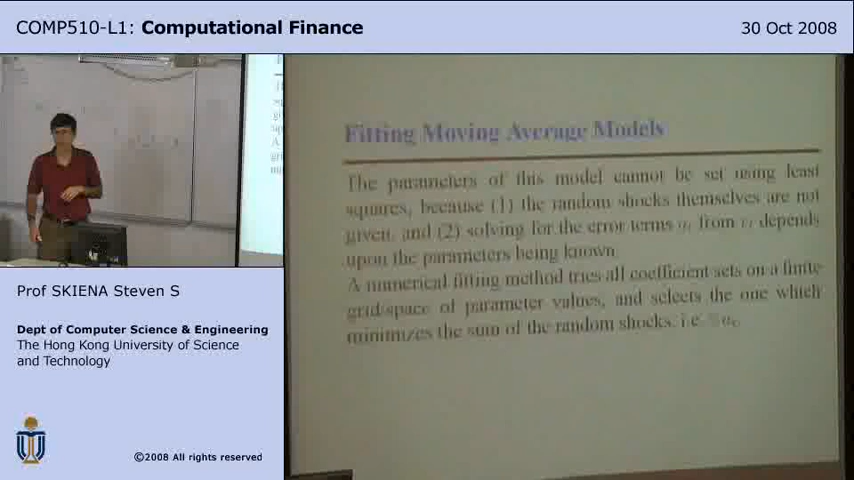 COMP510-L1: Computational Finance
30 Oct 2008
Fitting Moving Average Models
The parameters of this model cannot be set using least
squares, because (1) the random shocks themselves are not
given, and (2) solving for the error terms from depends
upon the parameters being known.
A numerical fitting method tries all coefficient sets on a finite
grid/space of parameter values, and selects the one which
minimizes the sum of the random shocks, i.e.
Prof SKIENA Steven S
Dept of Computer Science & Engineering
The Hong Kong University of Science
and Technology
©2008 All rights reserved